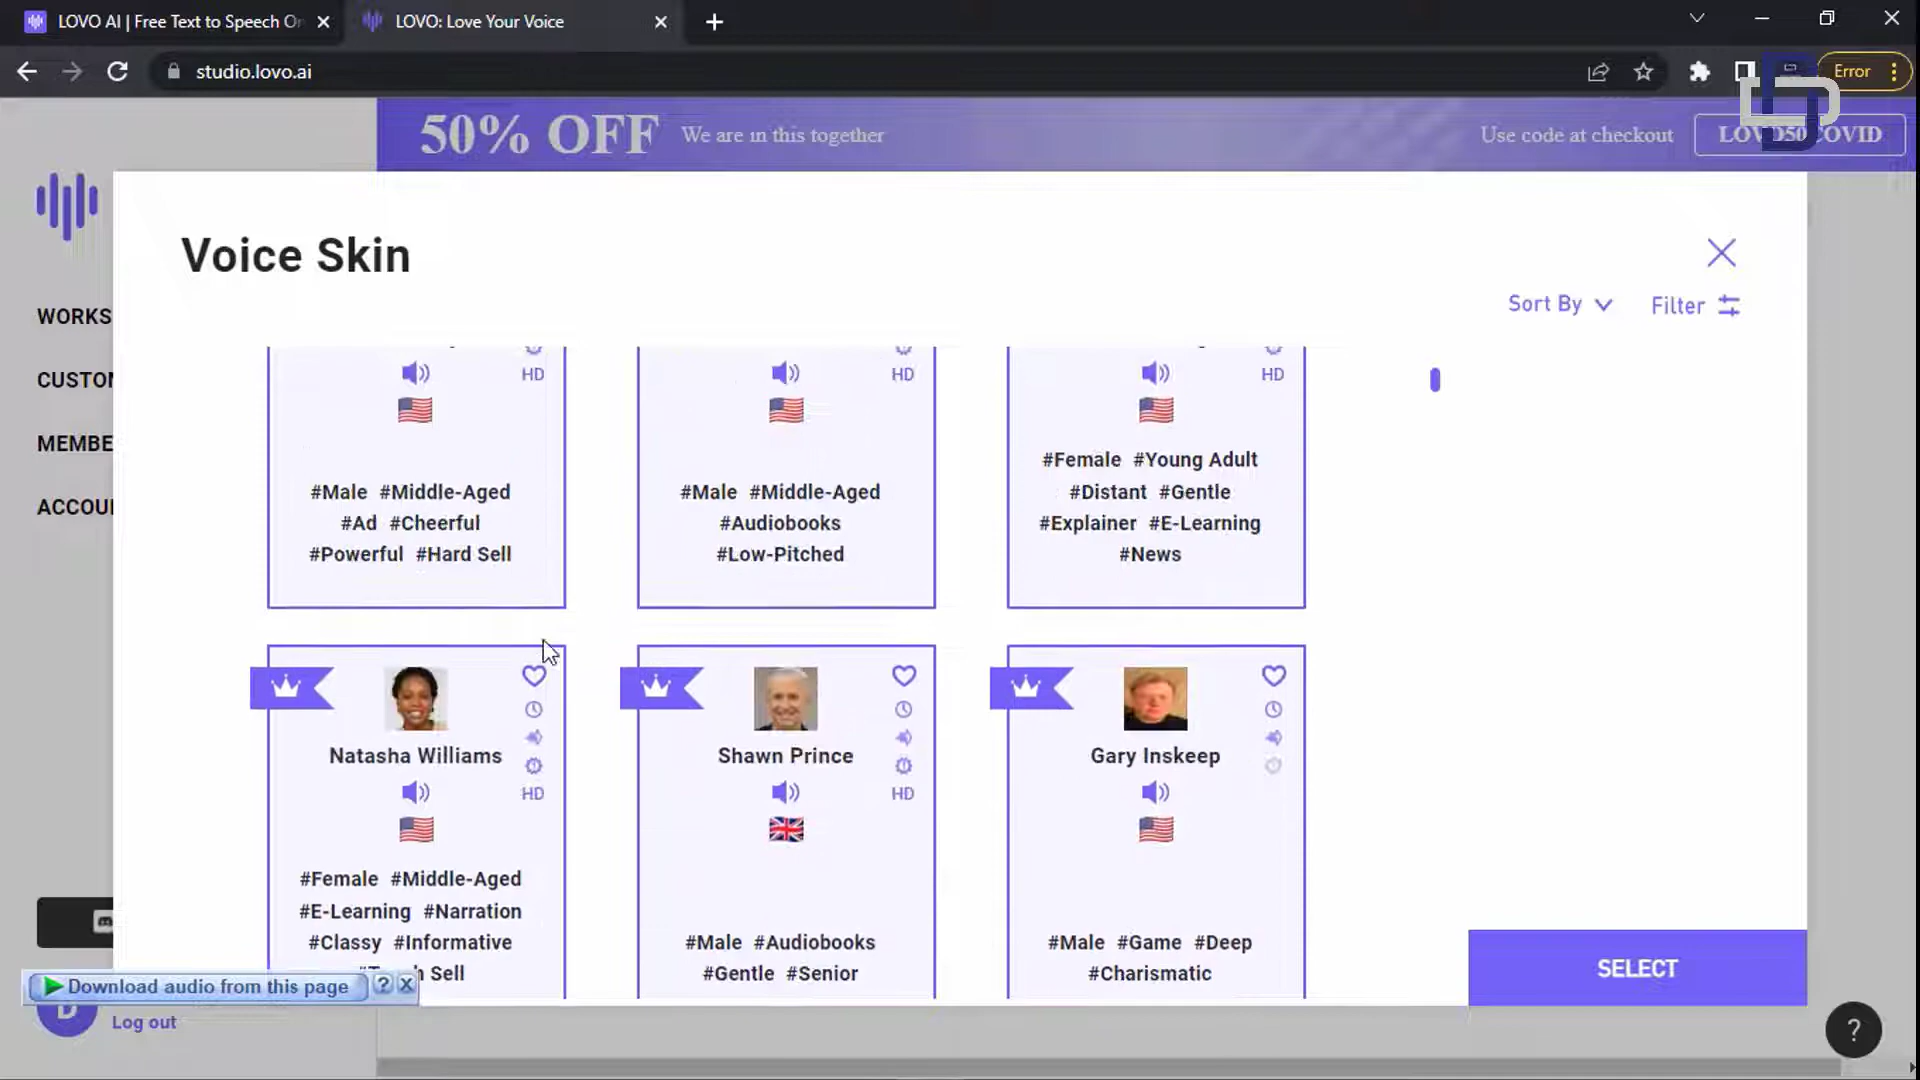 LOVO AI | Free Text to Speech On
LOVO: Love Your Voice
studio.lovo.ai
Error
50% OFF We are in this together
Use code at checkout
LOVO50COVID
Voice Skin
Sort By
Filter
WORKS
CUSTOM
MEMBE
ACCOU
HD
HD
HD
#Male #Middle-Aged
#Ad #Cheerful
#Powerful #Hard Sell
#Male #Middle-Aged
#Audiobooks
#Low-Pitched
#Female #Young Adult
#Distant #Gentle
#Explainer #E-Learning
#News
Natasha Williams
HD
#Female #Middle-Aged
#E-Learning #Narration
#Classy #Informative
Sell
Shawn Prince
HD
#Male #Audiobooks
#Gentle #Senior
Gary Inskeep
#Male #Game #Deep
#Charismatic
SELECT
Download audio from this page
?
Log out
?